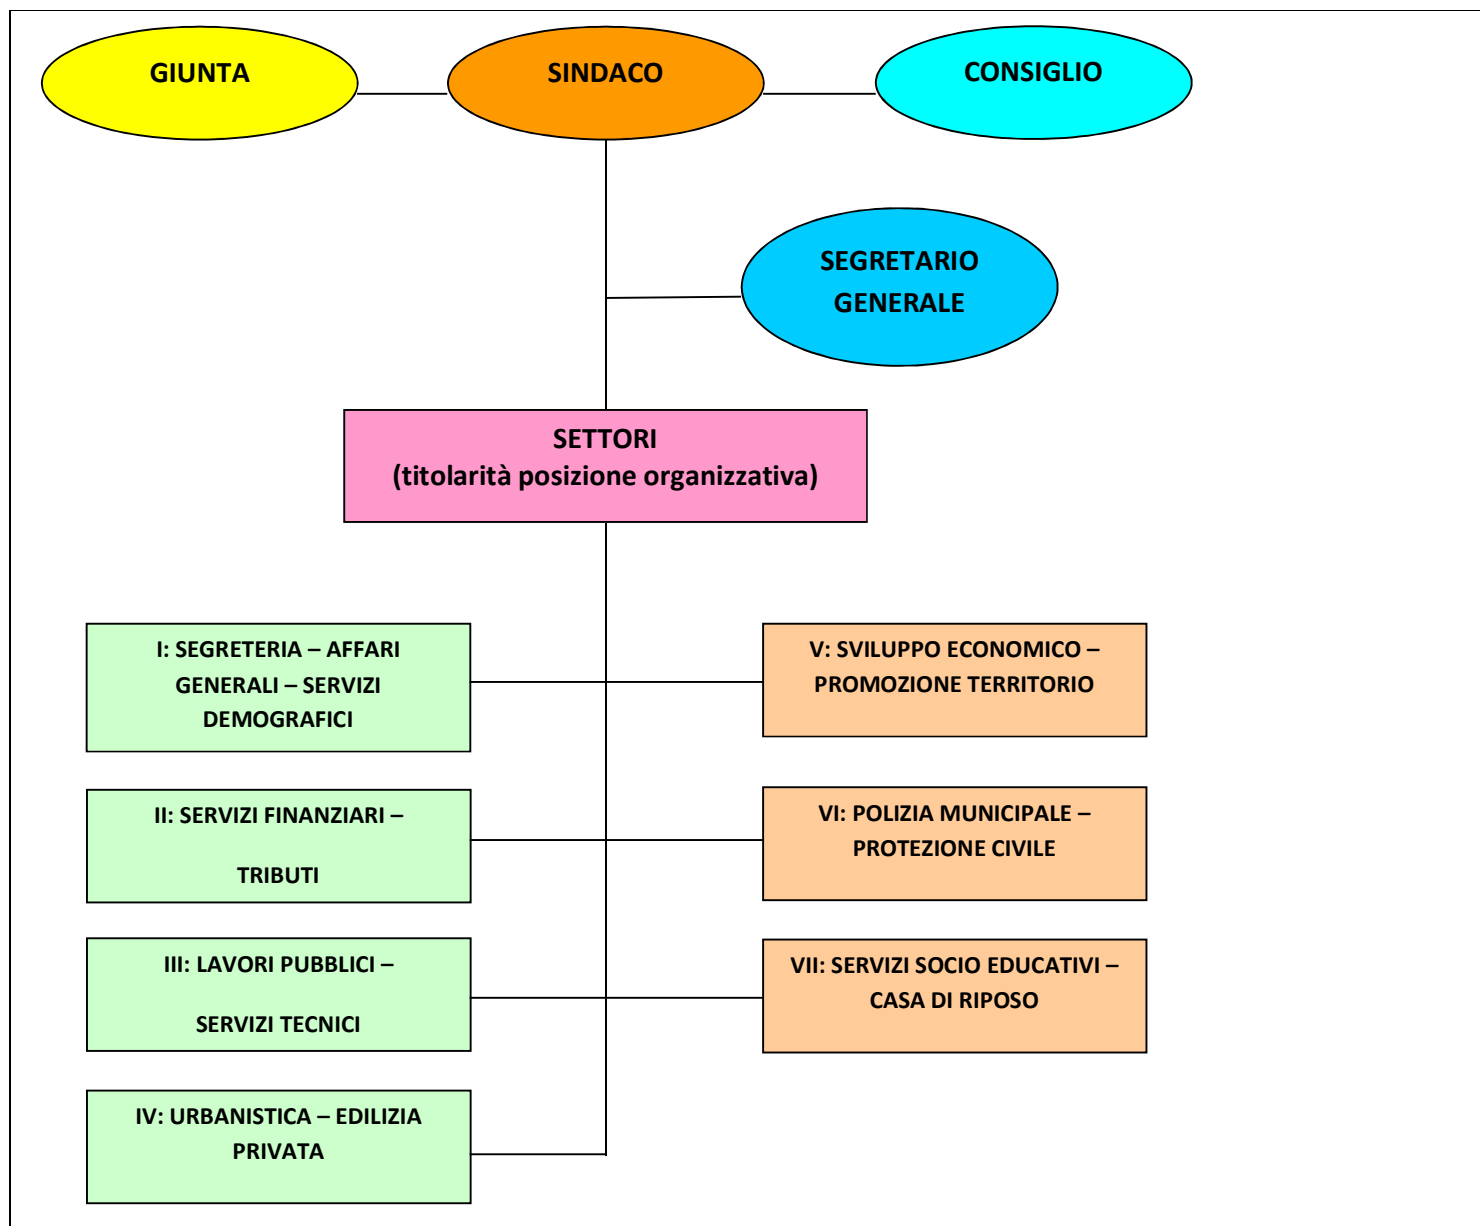 GIUNTA
SINDACO
CONSIGLIO
SEGRETARIO
GENERALE
SETTORI
(titolarità posizione organizzativa)
I: SEGRETERIA – AFFARI
GENERALI – SERVIZI
DEMOGRAFICI
V: SVILUPPO ECONOMICO –
PROMOZIONE TERRITORIO
II: SERVIZI FINANZIARI –
TRIBUTI
VI: POLIZIA MUNICIPALE –
PROTEZIONE CIVILE
III: LAVORI PUBBLICI –
SERVIZI TECNICI
VII: SERVIZI SOCIO EDUCATIVI –
CASA DI RIPOSO
IV: URBANISTICA – EDILIZIA
PRIVATA